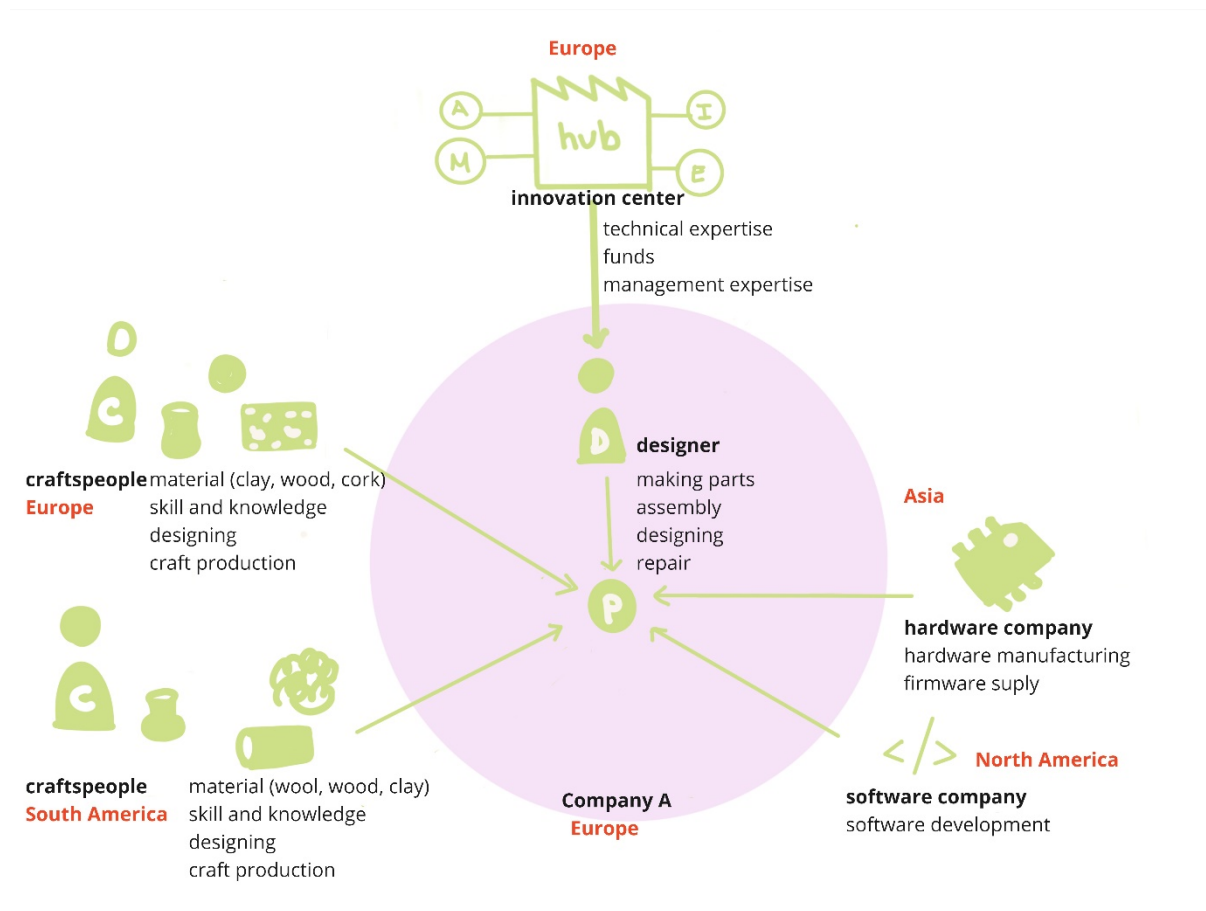 Europe
A
I
hub
M
E
innovation center
technical expertise
funds
management expertise
D
C
craftspeople
Europe
material (clay, wood, cork)
skill and knowledge
designing
craft production
D
designer
making parts
assembly
designing
repair
P
Asia
hardware company
hardware manufacturing
firmware suply
C
craftspeople
South America
material (wool, wood, clay)
skill and knowledge
designing
craft production
Company A
Europe
</>
North America
software company
software development